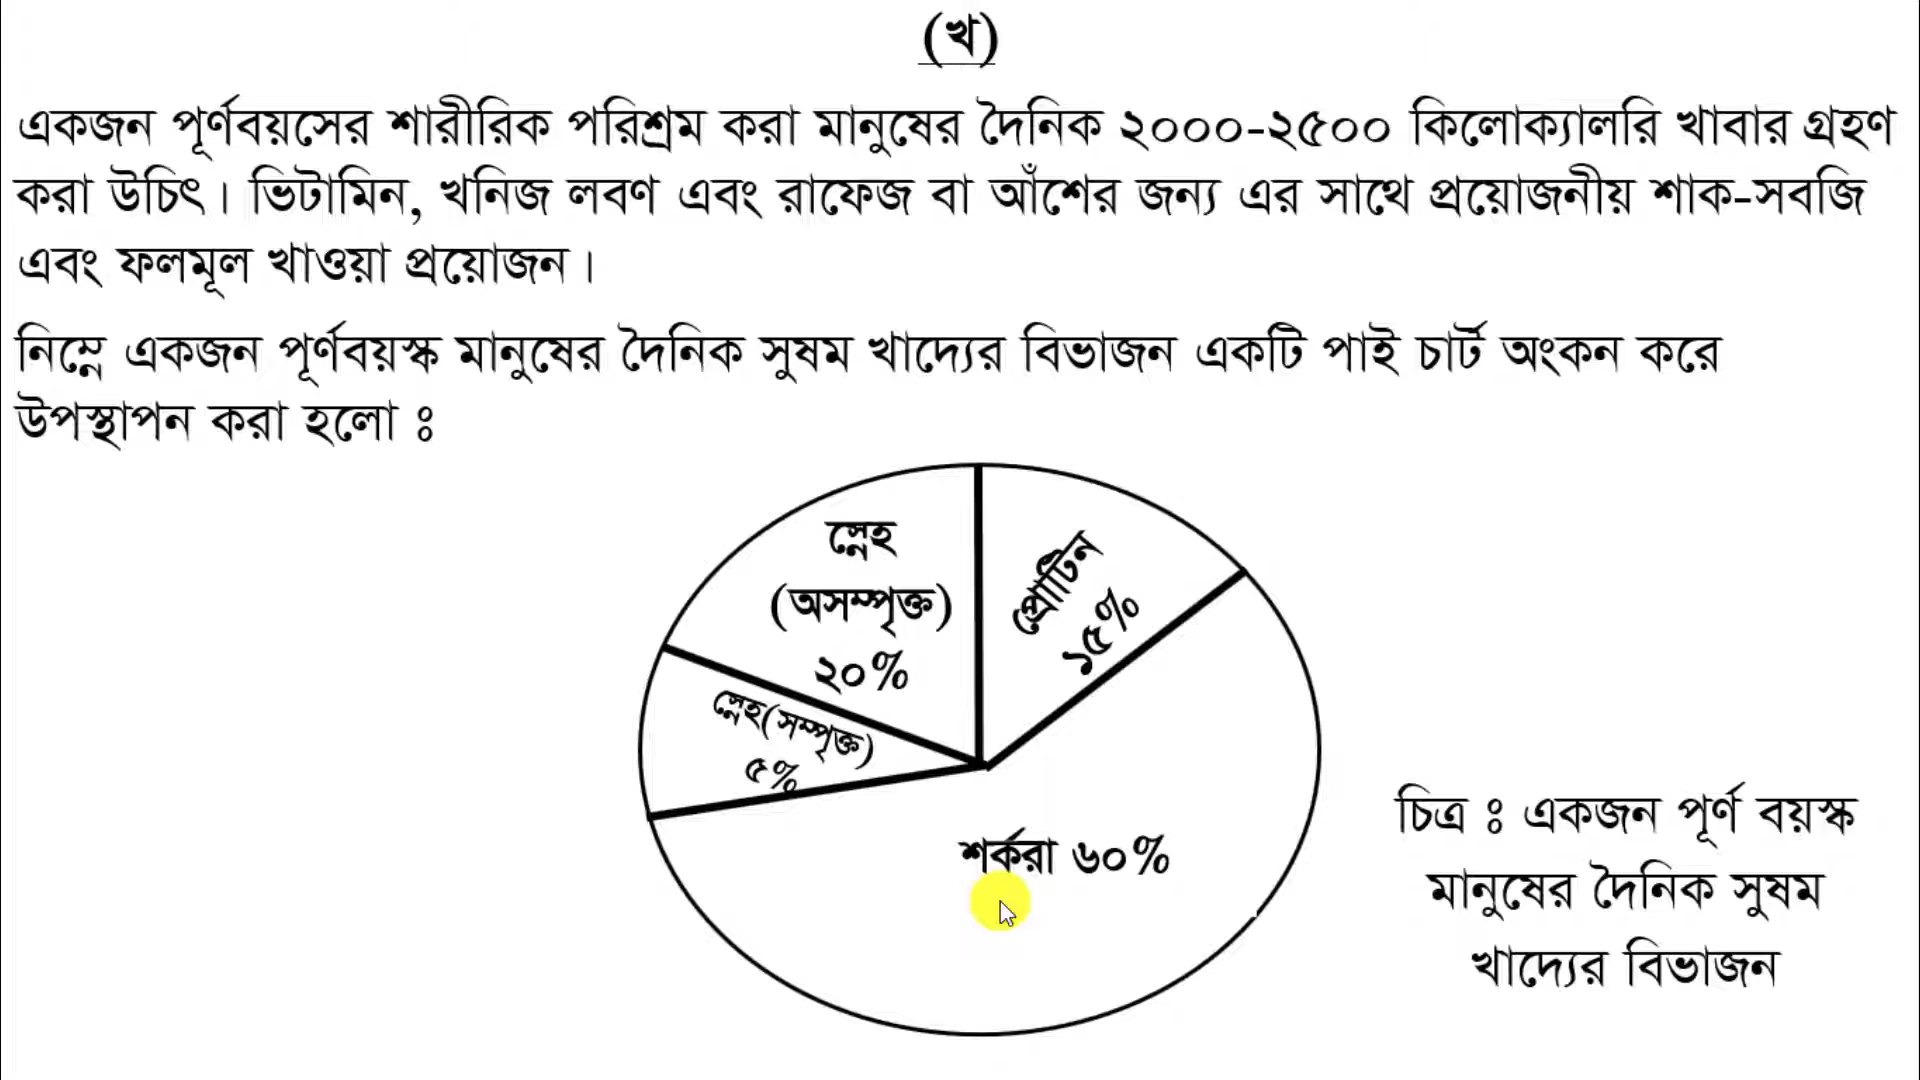 (খ)
একজন পূর্ণবয়সের শারীরিক পরিশ্রম করা মানুষের দৈনিক ২০০০-২৫০০ কিলোক্যালরি খাবার গ্রহণ
করা উচিৎ। ভিটামিন, খনিজ লবণ এবং রাফেজ বা আঁশের জন্য এর সাথে প্রয়োজনীয় শাক-সবজি
এবং ফলমূল খাওয়া প্রয়োজন।
নিম্নে একজন পূর্ণবয়স্ক মানুষের দৈনিক সুষম খাদ্যের বিভাজন একটি পাই চার্ট অংকন করে
উপস্থাপন করা হলো ঃ
স্নেহ
(অসম্পৃক্ত)
২০%
প্রোটিন
১৫%
স্নেহ(সম্পৃক্ত)
৫%
শর্করা ৬০%
চিত্র ঃ একজন পূর্ণ বয়স্ক
মানুষের দৈনিক সুষম
খাদ্যের বিভাজন